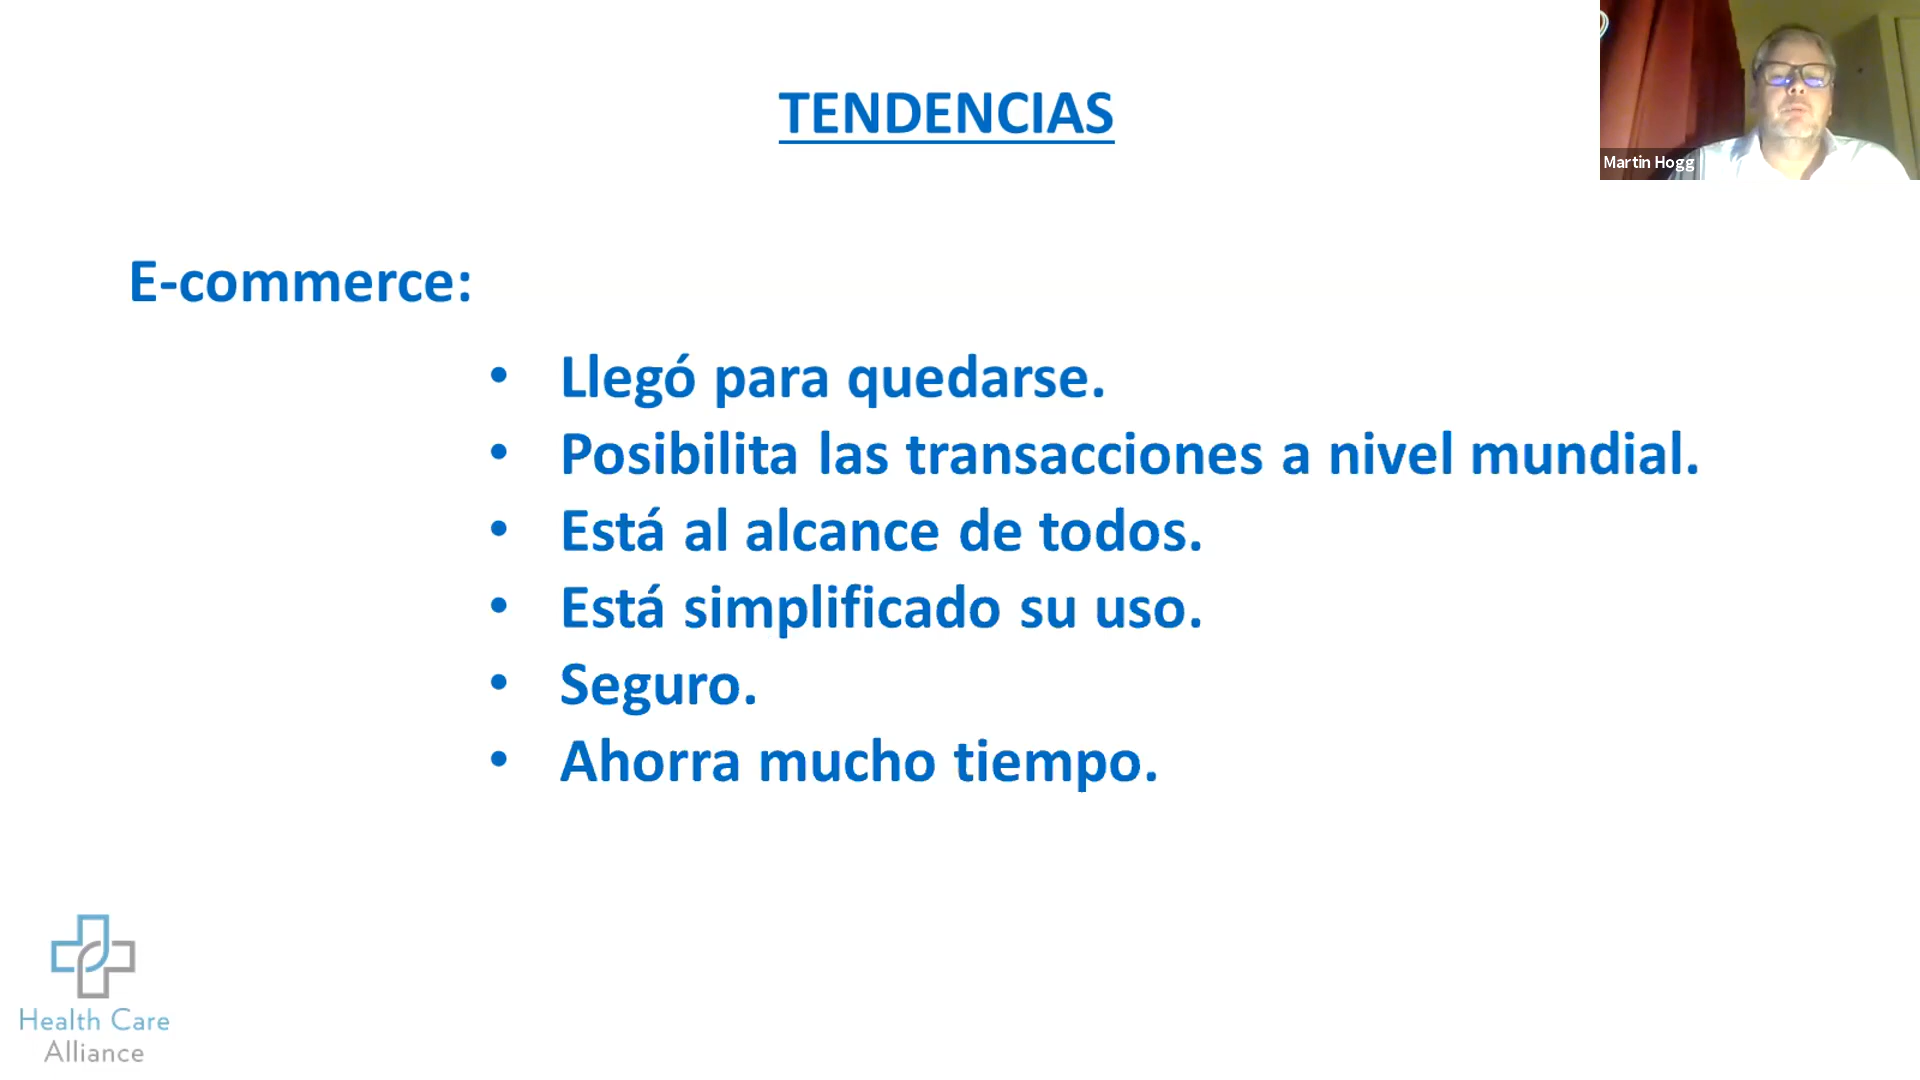 TENDENCIAS
Martin Hogg
E-commerce:
• Llegó para quedarse.
• Posibilita las transacciones a nivel mundial.
• Está al alcance de todos.
• Está simplificado su uso.
• Seguro.
• Ahorra mucho tiempo.
Health Care
Alliance